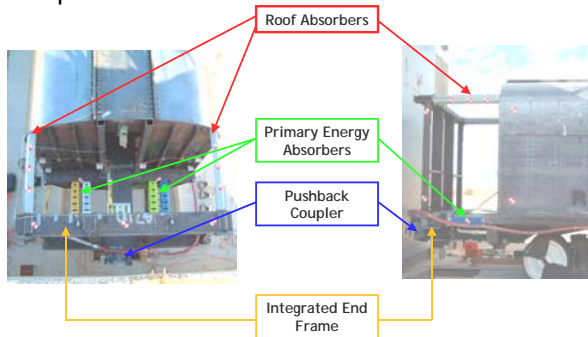 Roof Absorbers
Primary Energy
Absorbers
Pushback
Coupler
Integrated End
Frame